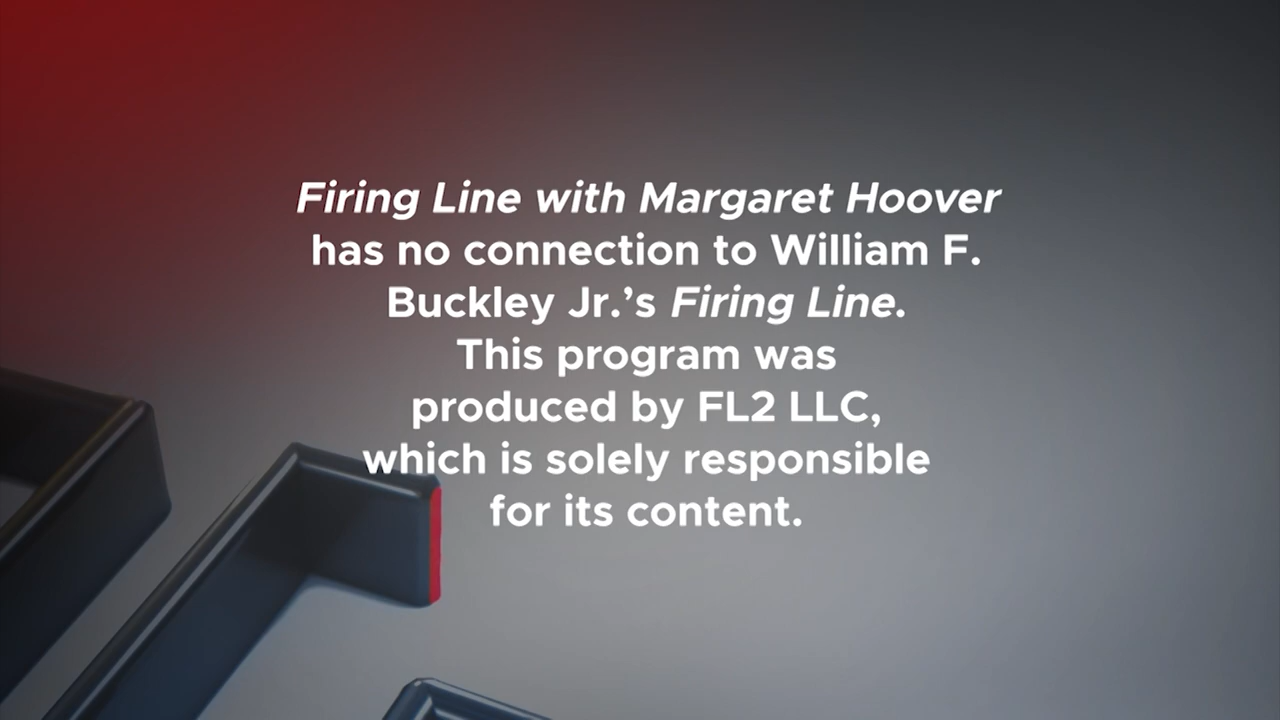 Firing Line with Margaret Hoover
has no connection to William F.
Buckley Jr.’s Firing Line.
This program was
produced by FL2 LLC,
which is solely responsible
for its content.